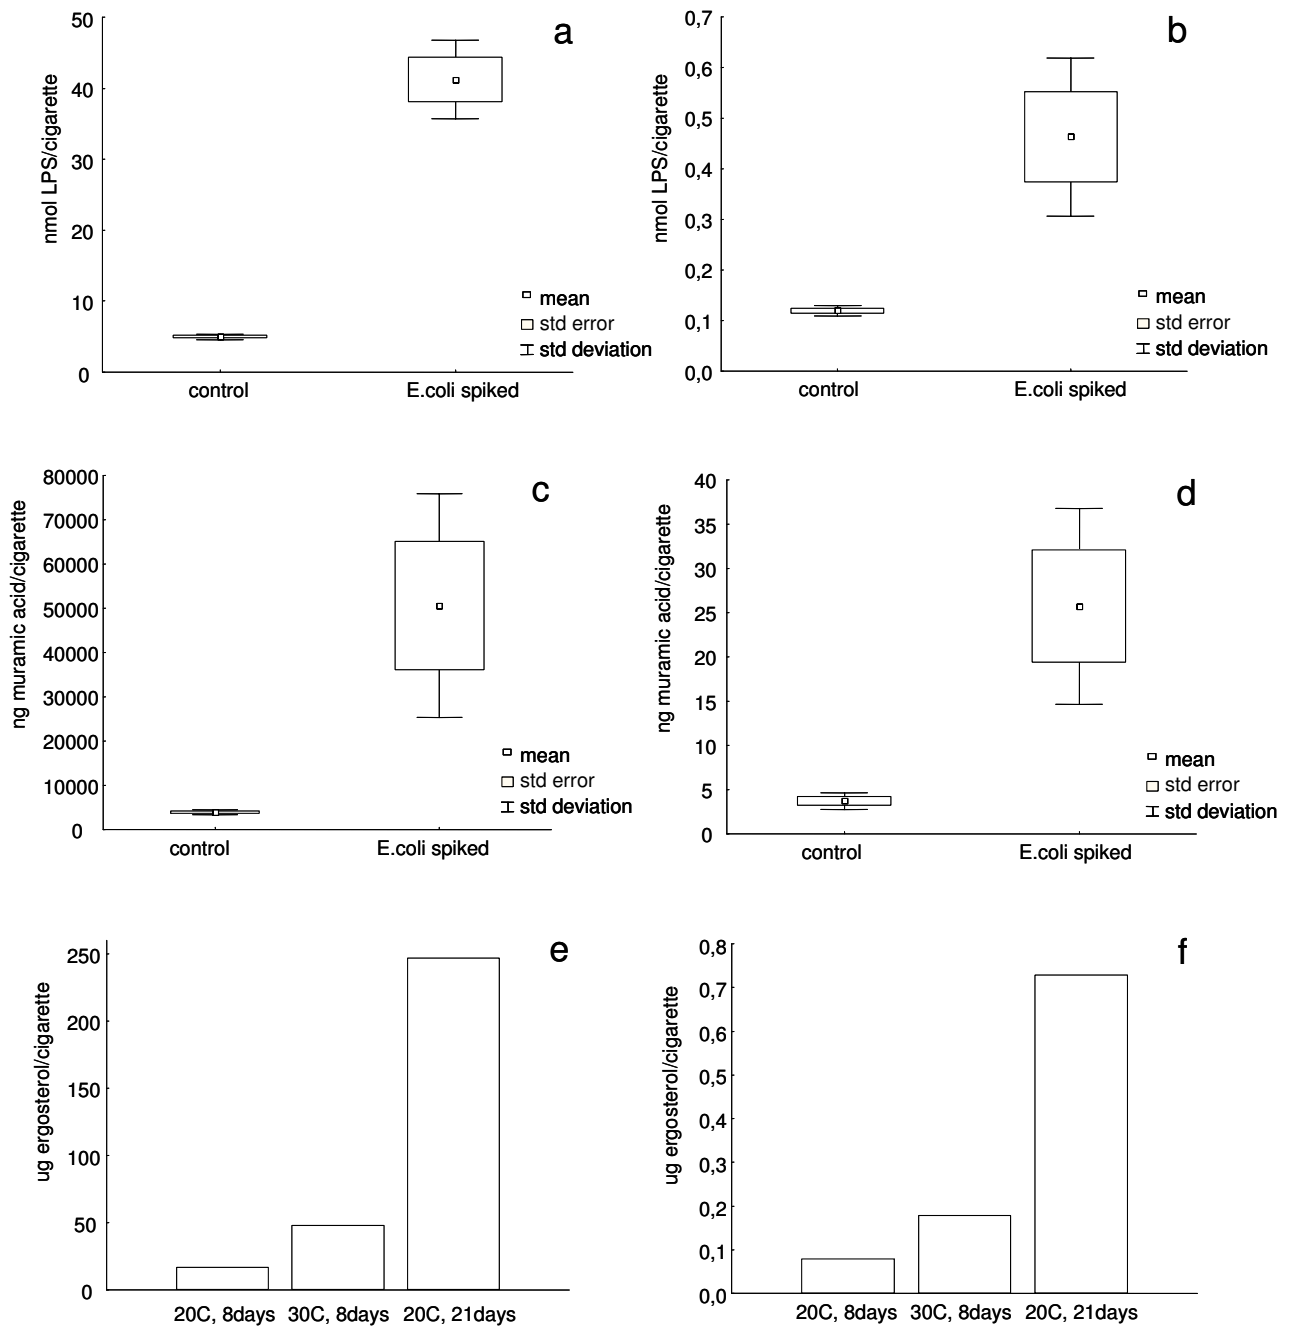 a
nmol LPS/cigarette
50
40
30
20
10
0
mean
std error
std deviation
control
E.coli spiked
b
nmol LPS/cigarette
0,7
0,6
0,5
0,4
0,3
0,2
0,1
0,0
mean
std error
std deviation
control
E.coli spiked
c
ng muramic acid/cigarette
80000
70000
60000
50000
40000
30000
20000
10000
0
mean
std error
std deviation
control
E.coli spiked
d
ng muramic acid/cigarette
40
35
30
25
20
15
10
5
0
mean
std error
std deviation
control
E.coli spiked
e
ug ergosterol/cigarette
250
200
150
100
50
0
20C, 8days
30C, 8days
20C, 21days
f
ug ergosterol/cigarette
0,8
0,7
0,6
0,5
0,4
0,3
0,2
0,1
0,0
20C, 8days
30C, 8days
20C, 21days